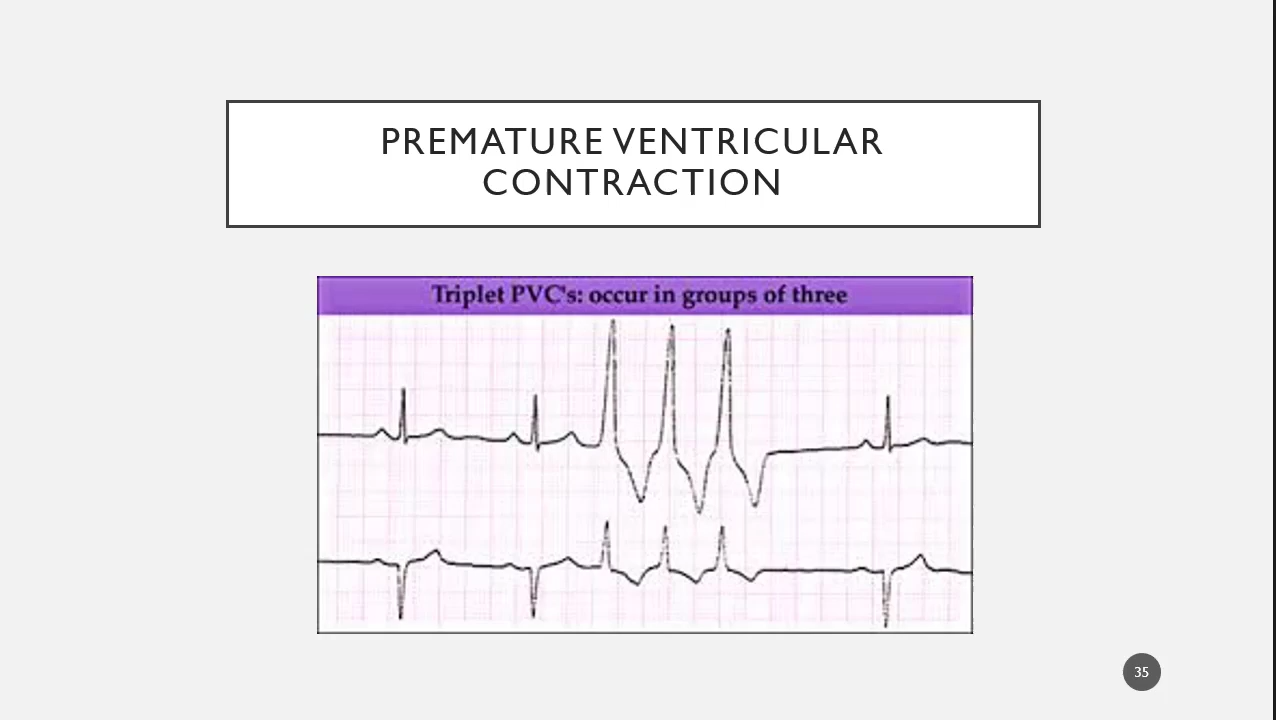 PREMATURE VENTRICULAR
CONTRACTION
Triplet PVC's: occur in groups of three
35